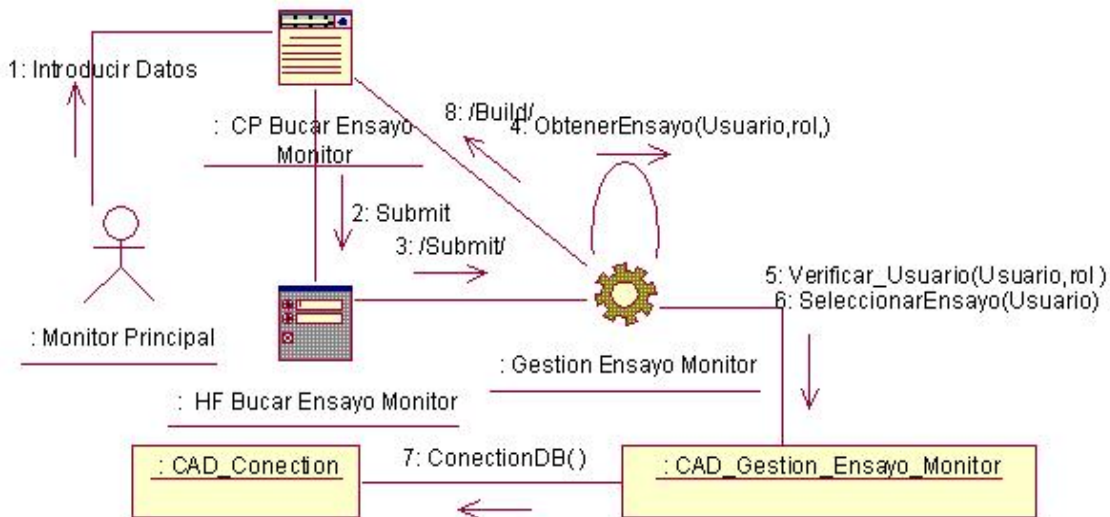 1: Introducir Datos
: CP Bucar Ensayo
Monitor
8: /Build/
4: ObtenerEnsayo(Usuario,rol,)
2: Submit
3: /Submit/
5: Verificar_Usuario(Usuario,rol )
6: SeleccionarEnsayo(Usuario)
: Monitor Principal
: Gestion Ensayo Monitor
: HF Bucar Ensayo Monitor
: CAD_Conection
7: ConectionDB( )
: CAD_Gestion_Ensayo_Monitor